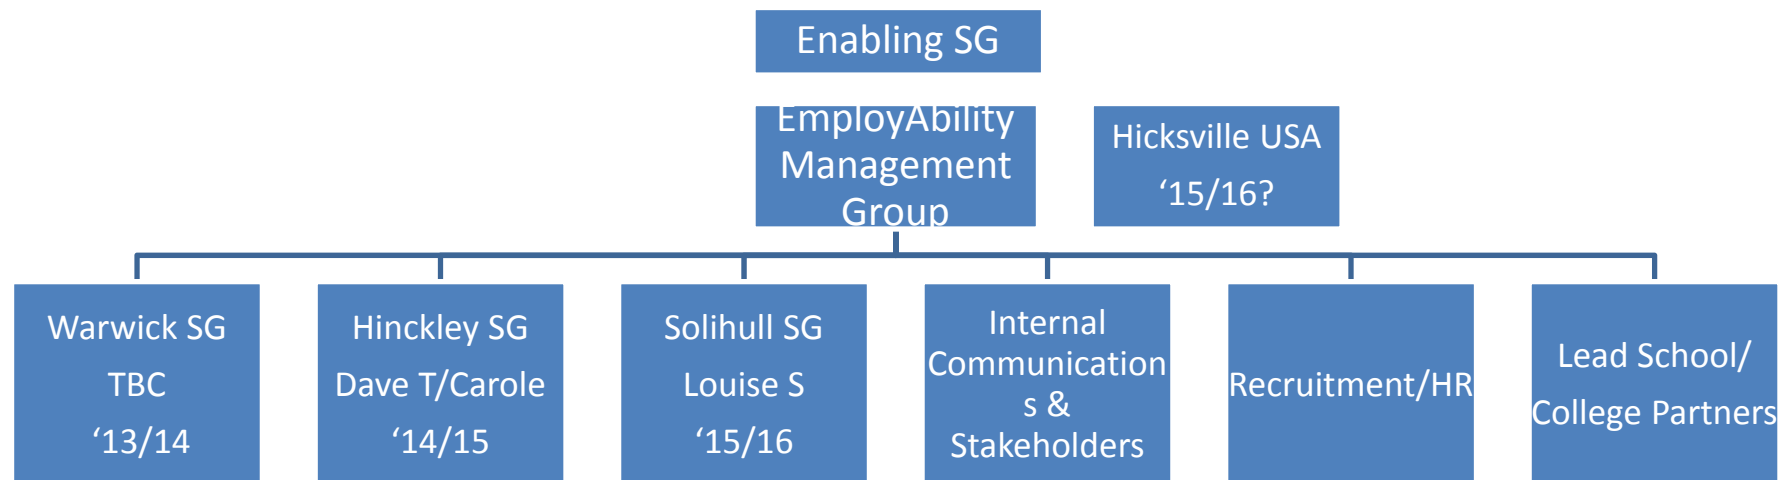 Enabling SG
EmployAbility
Management
Group
Hicksville USA
‘15/16?
Warwick SG
TBC
‘13/14
Hinckley SG
Dave T/Carole
‘14/15
Solihull SG
Louise S
‘15/16
Internal
Communication
s &
Stakeholders
Recruitment/HR
Lead School/
College Partners